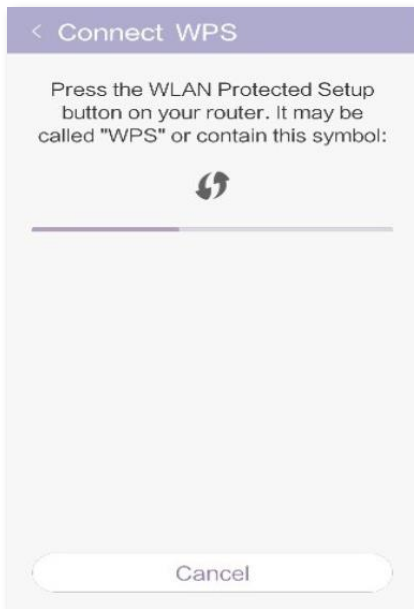 < Connect WPS
Press the WLAN Protected Setup
button on your router. It may be
called "WPS" or contain this symbol:
Cancel